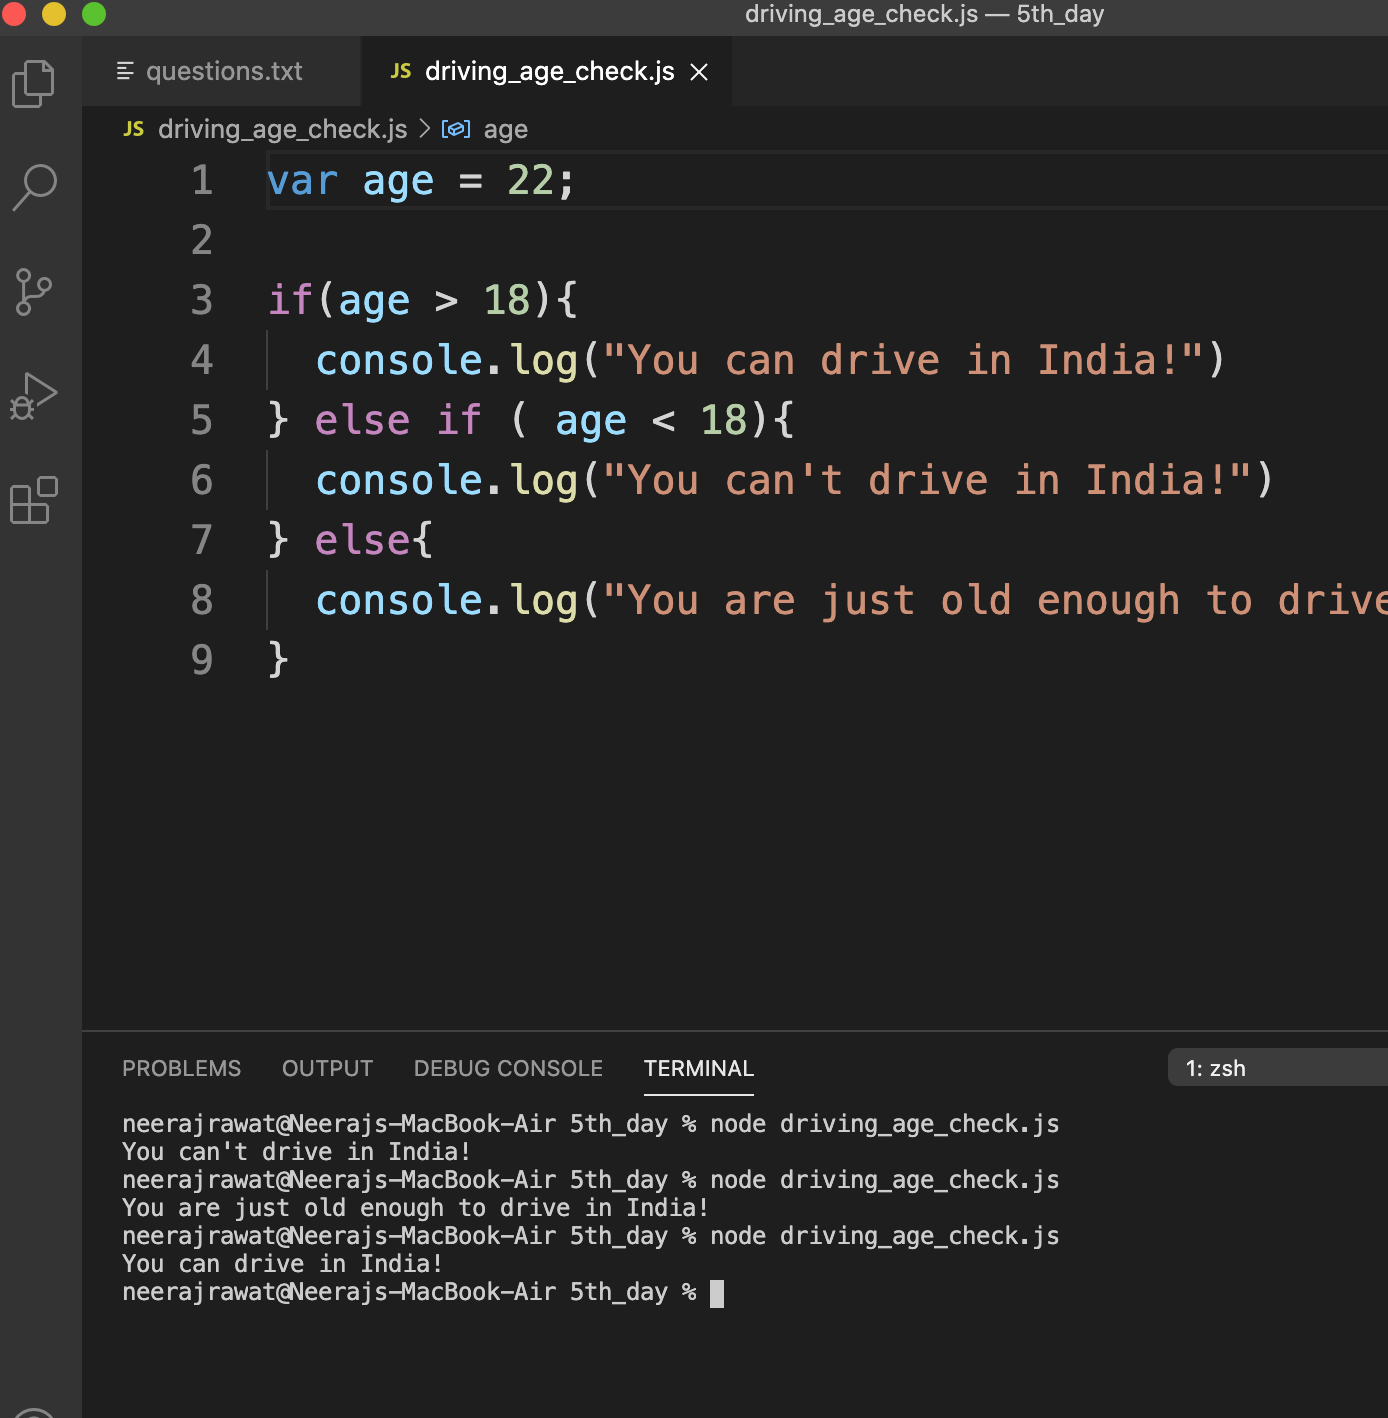 driving_age_check.js — 5th_day
questions.txt
JS driving_age_check.js
JS driving_age_check.js > age
1 var age = 22;
2
3 if(age > 18){
4 console.log("You can drive in India!")
5 } else if ( age < 18){
6 console.log("You can't drive in India!")
7 } else{
8 console.log("You are just old enough to drive
9 }
PROBLEMS OUTPUT DEBUG CONSOLE TERMINAL 1: zsh
neerajrawat@Neerajs-MacBook-Air 5th_day % node driving_age_check.js
You can't drive in India!
neerajrawat@Neerajs-MacBook-Air 5th_day % node driving_age_check.js
You are just old enough to drive in India!
neerajrawat@Neerajs-MacBook-Air 5th_day % node driving_age_check.js
You can drive in India!
neerajrawat@Neerajs-MacBook-Air 5th_day %